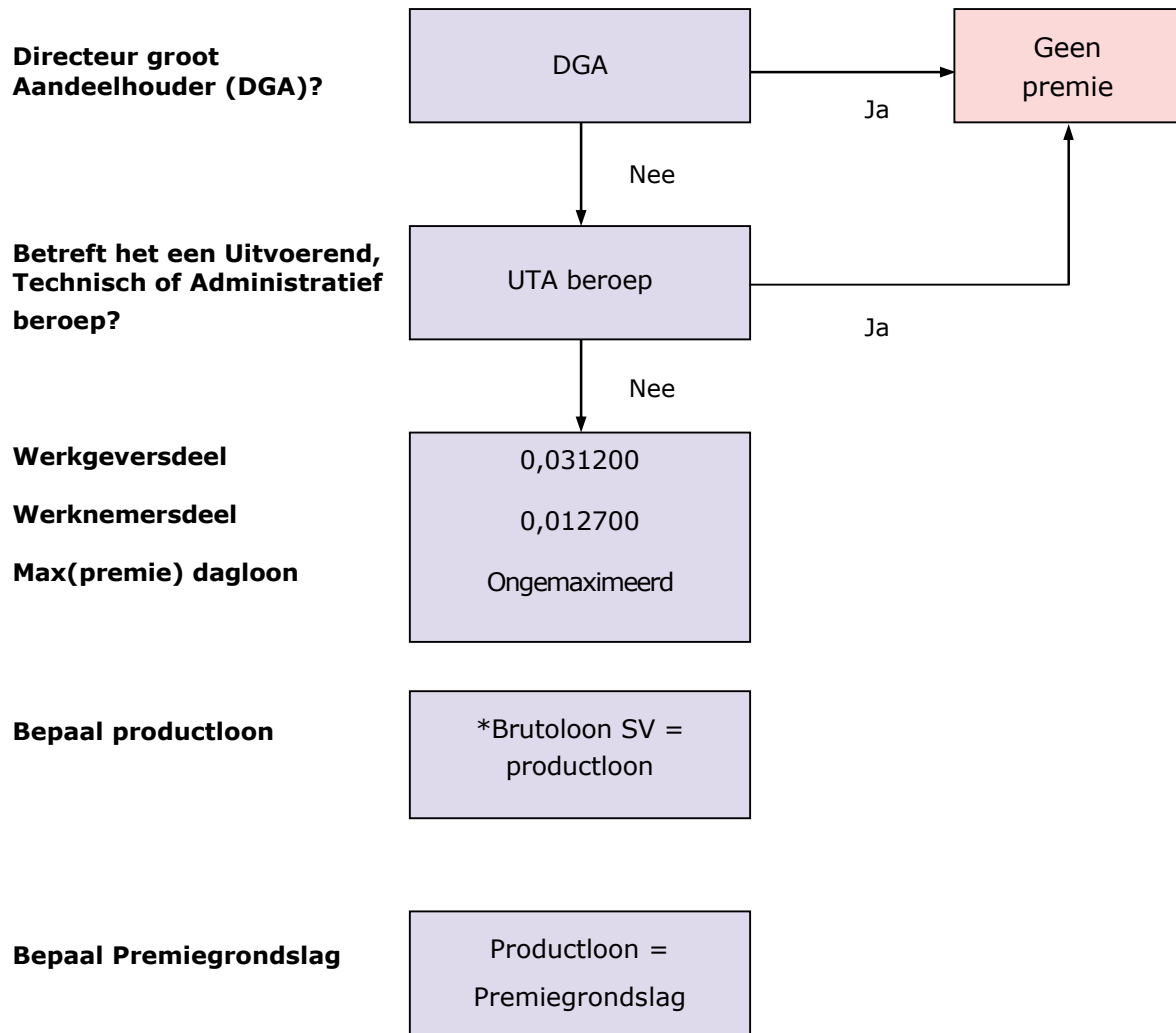 Directeur groot
Aandeelhouder (DGA)?
DGA
Geen
premie
Ja
Nee
Betreft het een Uitvoerend,
Technisch of Administratief
beroep?
UTA beroep
Ja
Nee
Werkgeversdeel
0,031200
Werknemersdeel
0,012700
Max(premie) dagloon
Ongemaximeerd
Bepaal productloon
*Brutoloon SV =
productloon
Bepaal Premiegrondslag
Productloon =
Premiegrondslag